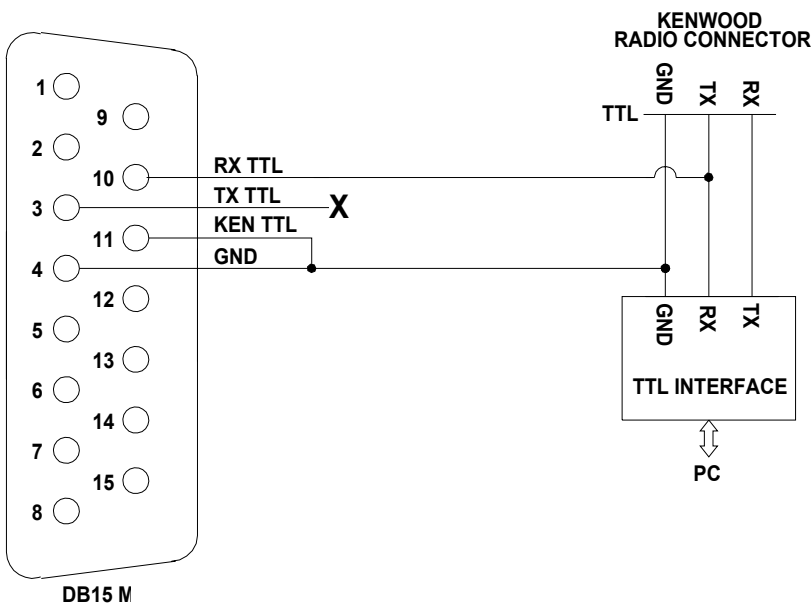 KENWOOD
RADIO CONNECTOR
GND
TX
RX
TTL
1
9
2
10
RX TTL
3
TX TTL
X
11
KEN TTL
4
GND
12
5
13
6
14
7
15
8
GND
RX
TX
TTL INTERFACE
PC
DB15 M